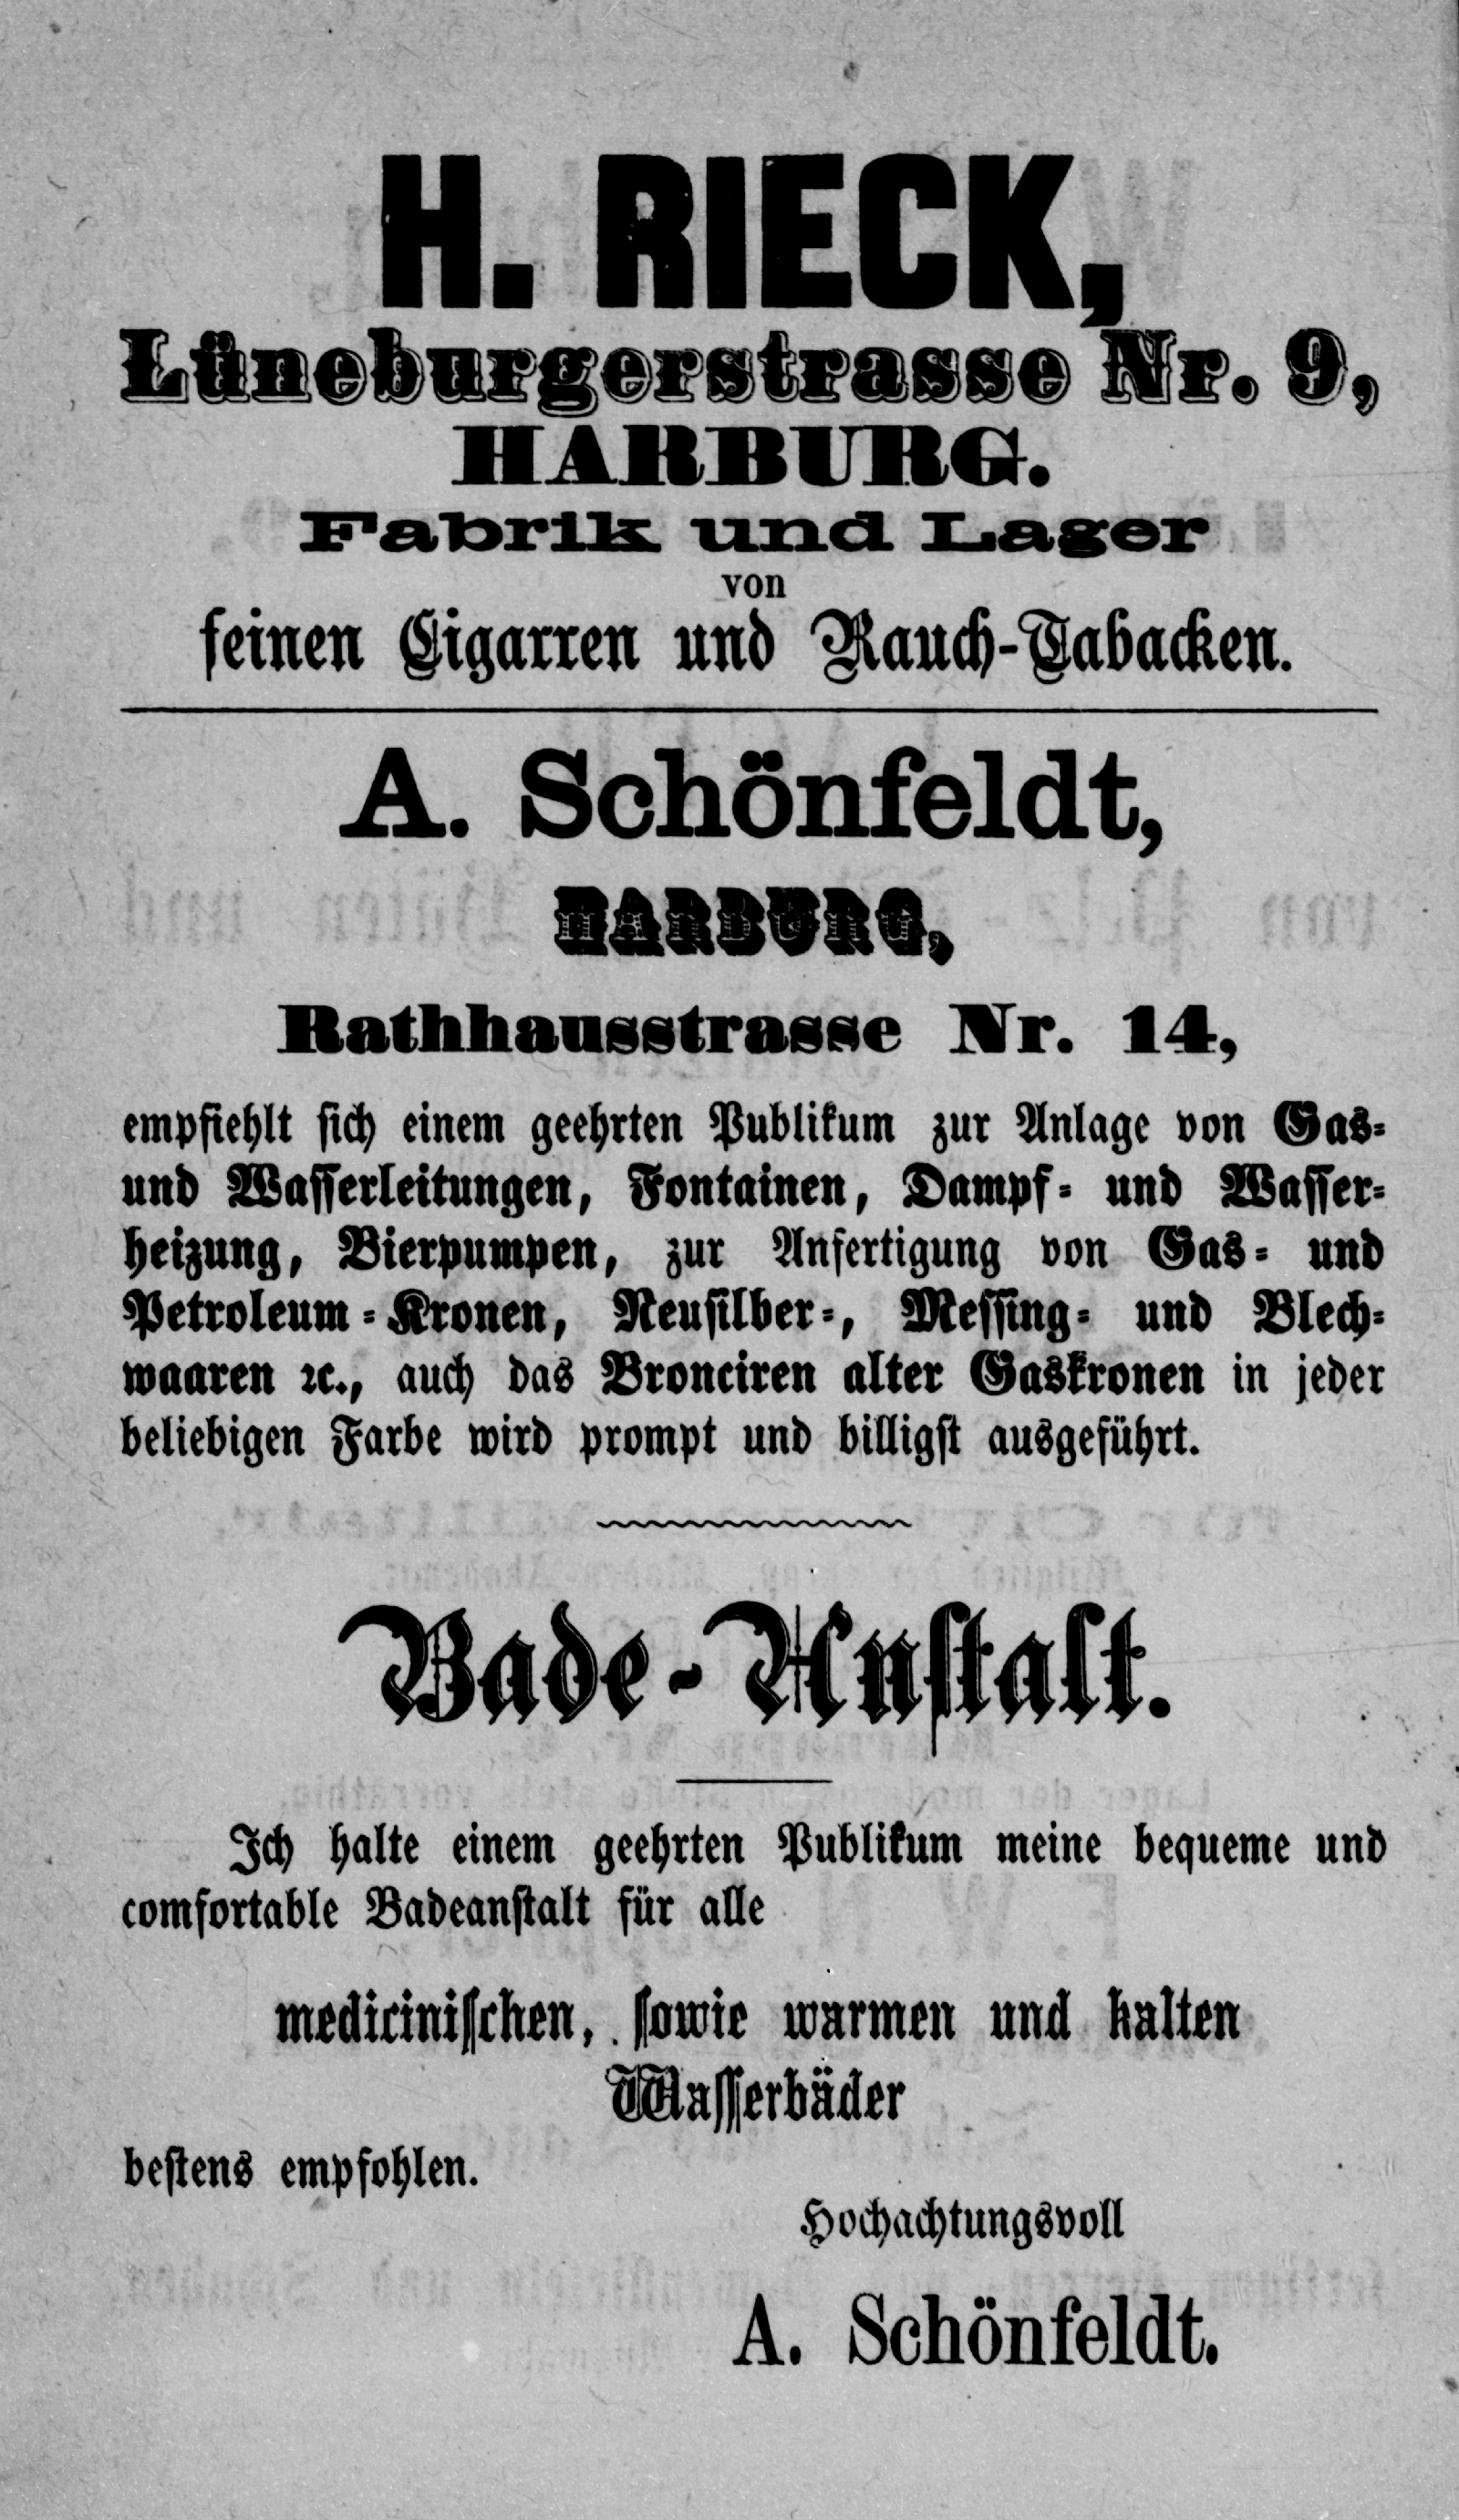 H. RIECK,
Lüneburgerstrasse Nr. 9,
HARBURG.
Fabrik und Lager
von
feinen Cigarren und Rauch-Tabacken.
A. Schönfeldt,
HARBURG,
Rathhausstrasse Nr. 14,
empfiehlt sich einem geehrten Publikum zur Anlage von Gas-
und Wasserleitungen, Fontainen, Dampf- und Wasser-
heizung, Bierpumpen, zur Anfertigung von Gas- und
Petroleum-Kronen, Neusilber-, Messing- und Blech-
waaren ꝛc., auch das Bronciren alter Gaskronen in jeder
beliebigen Farbe wird prompt und billigst ausgeführt.
Bade-Anstalt.
Ich halte einem geehrten Publikum meine bequeme und
comfortable Badeanstalt für alle
medicinischen, sowie warmen und kalten
Wasserbäder
bestens empfohlen.
Hochachtungsvoll
A. Schönfeldt.